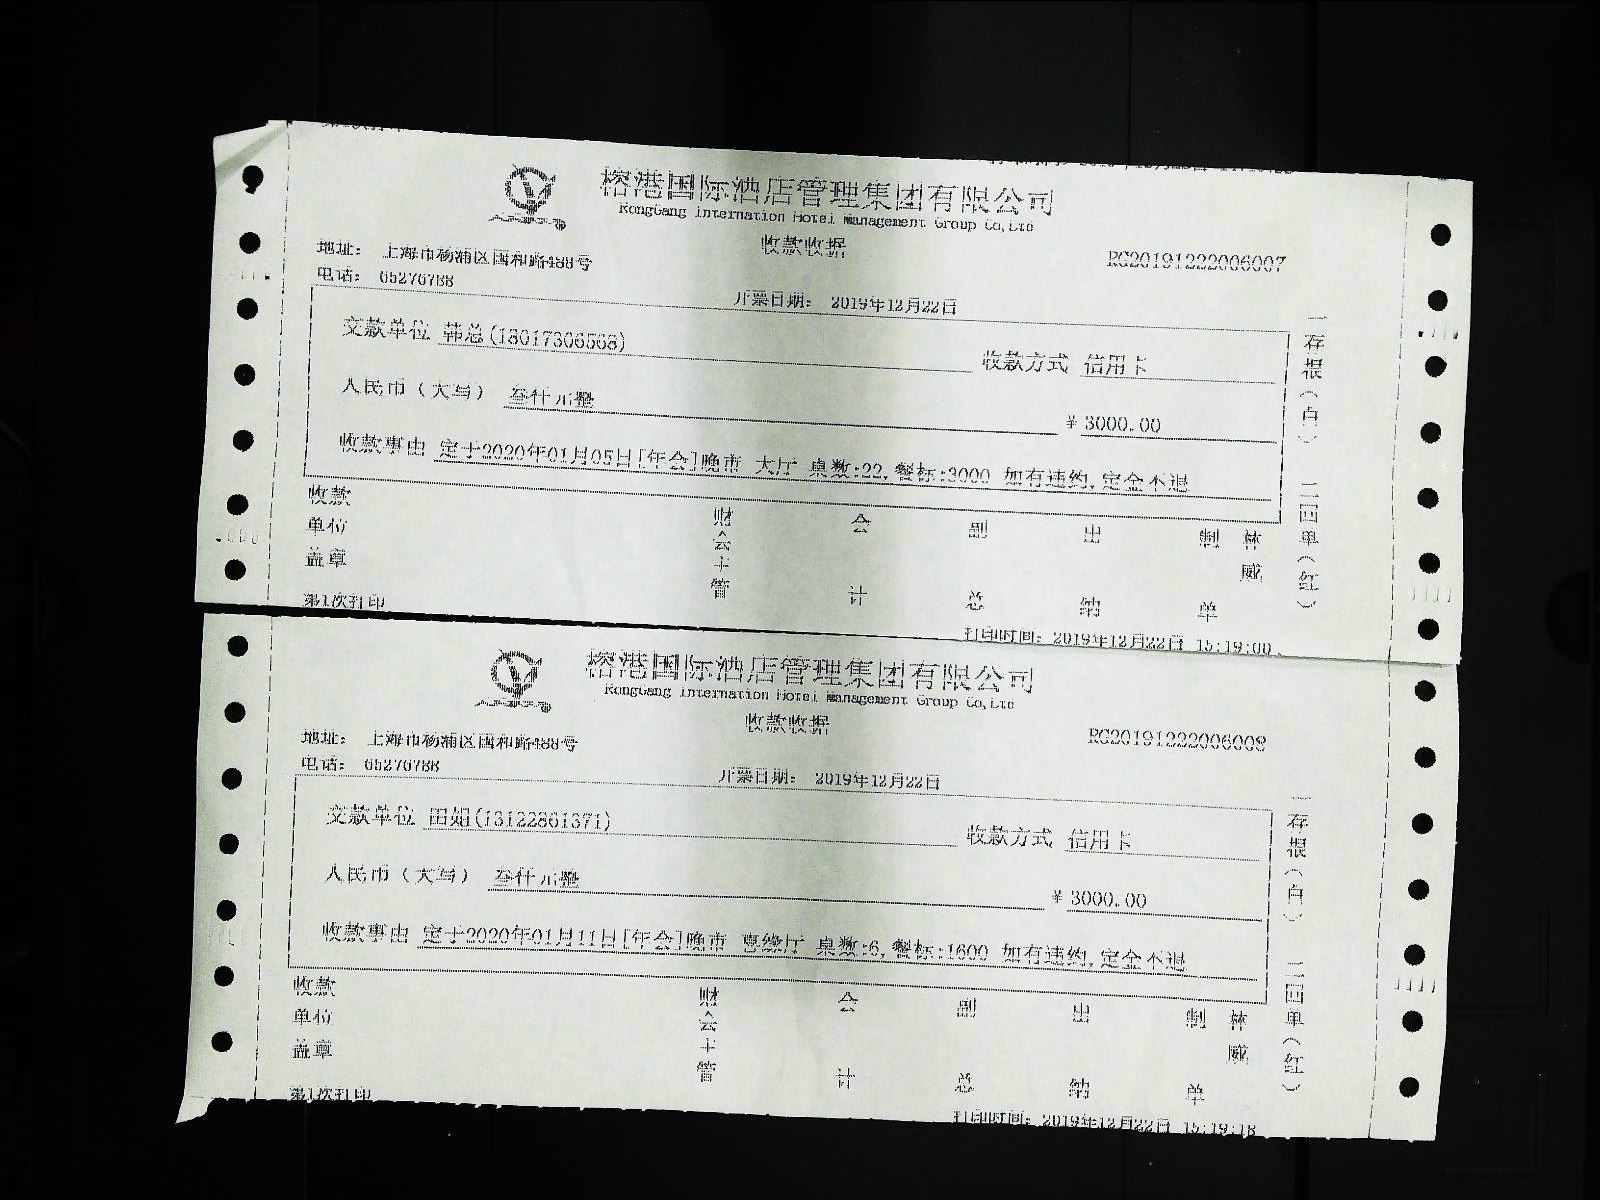 榕港国际酒店管理集团有限公司
RongGang internation Hotel Management Group Co,Ltd
收款收据
地址： 上海市杨浦区国和路488号
RG20191222006007
电话： 65276788
开票日期： 2019年12月22日
交款单位 韩总(18017306568)
收款方式 信用卡
人民币（大写） 叁仟元整
¥ 3000.00
收款事由 定于2020年01月05日[年会]晚市 大厅 桌数:22,餐标:3000 如有违约,定金不退
存根（白） 二四单（红）
收款单位盖章
财会主管
会计
副总
出纳
制单
林威
第1次打印
打印时间： 2019年12月22日 15:19:00
榕港国际酒店管理集团有限公司
RongGang internation Hotel Management Group Co,Ltd
收款收据
地址： 上海市杨浦区国和路488号
RG20191222006008
电话： 65276788
开票日期： 2019年12月22日
交款单位 田姐(13122861371)
收款方式 信用卡
人民币（大写） 叁仟元整
¥ 3000.00
收款事由 定于2020年01月11日[年会]晚市 喜缘厅 桌数:6,餐标:1600 如有违约,定金不退
存根（白） 二四单（红）
收款单位盖章
财会主管
会计
副总
出纳
制单
林威
第1次打印
打印时间： 2019年12月22日 15:19:18